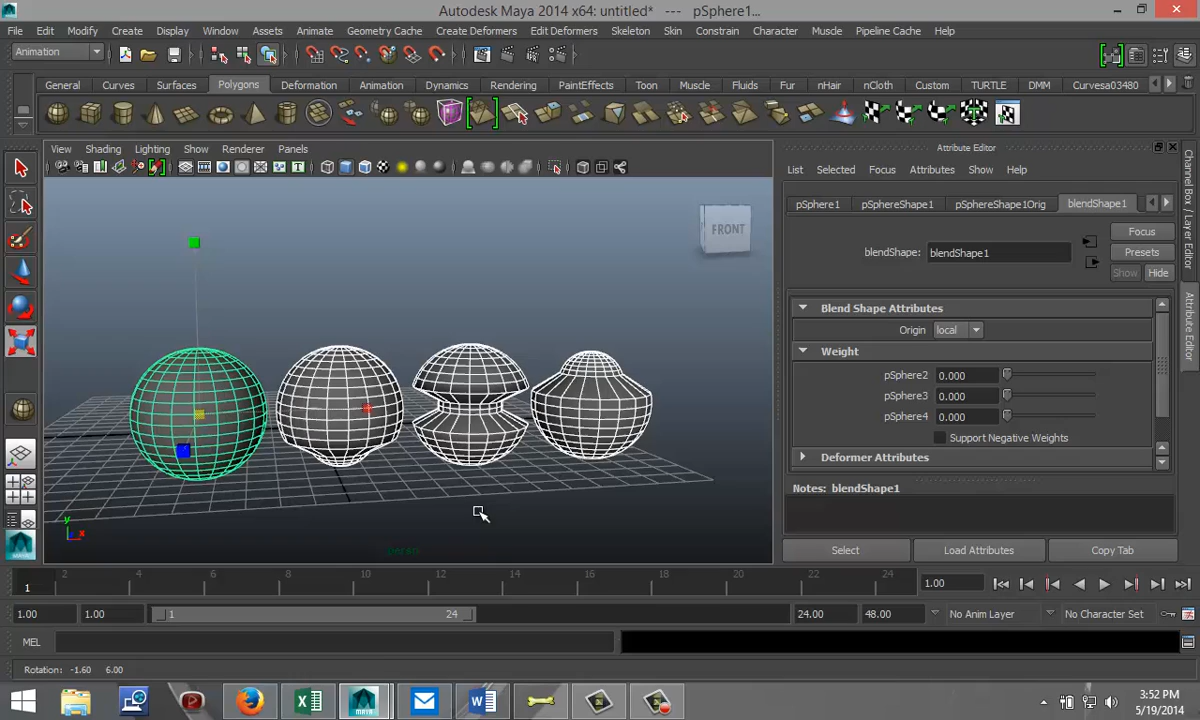 Autodesk Maya 2014 x64: untitled* --- pSphere1...
File Edit Modify Create Display Window Assets Animate Geometry Cache Create Deformers Edit Deformers Skeleton Skin Constrain Character Muscle Pipeline Cache Help
Animation
General Curves Surfaces Polygons Deformation Animation Dynamics Rendering PaintEffects Toon Muscle Fluids Fur nHair nCloth Custom TURTLE DMM Curvesa03480
View Shading Lighting Show Renderer Panels
Attribute Editor
List Selected Focus Attributes Show Help
pSphere1 pSphereShape1 pSphereShape1Orig blendShape1
FRONT
Focus
blendShape: blendShape1
Presets
Show Hide
Blend Shape Attributes
Origin local
Weight
pSphere2 0.000
pSphere3 0.000
pSphere4 0.000
Support Negative Weights
Deformer Attributes
Notes: blendShape1
Select Load Attributes Copy Tab
Channel Box / Layer Editor
Attribute Editor
y
x
1 2 4 6 8 10 12 14 16 18 20 22 24 1.00
1.00 1.00 1 24 24.00 48.00 No Anim Layer No Character Set
MEL
Rotation: -1.60 6.00
MAYA
3:52 PM
5/19/2014